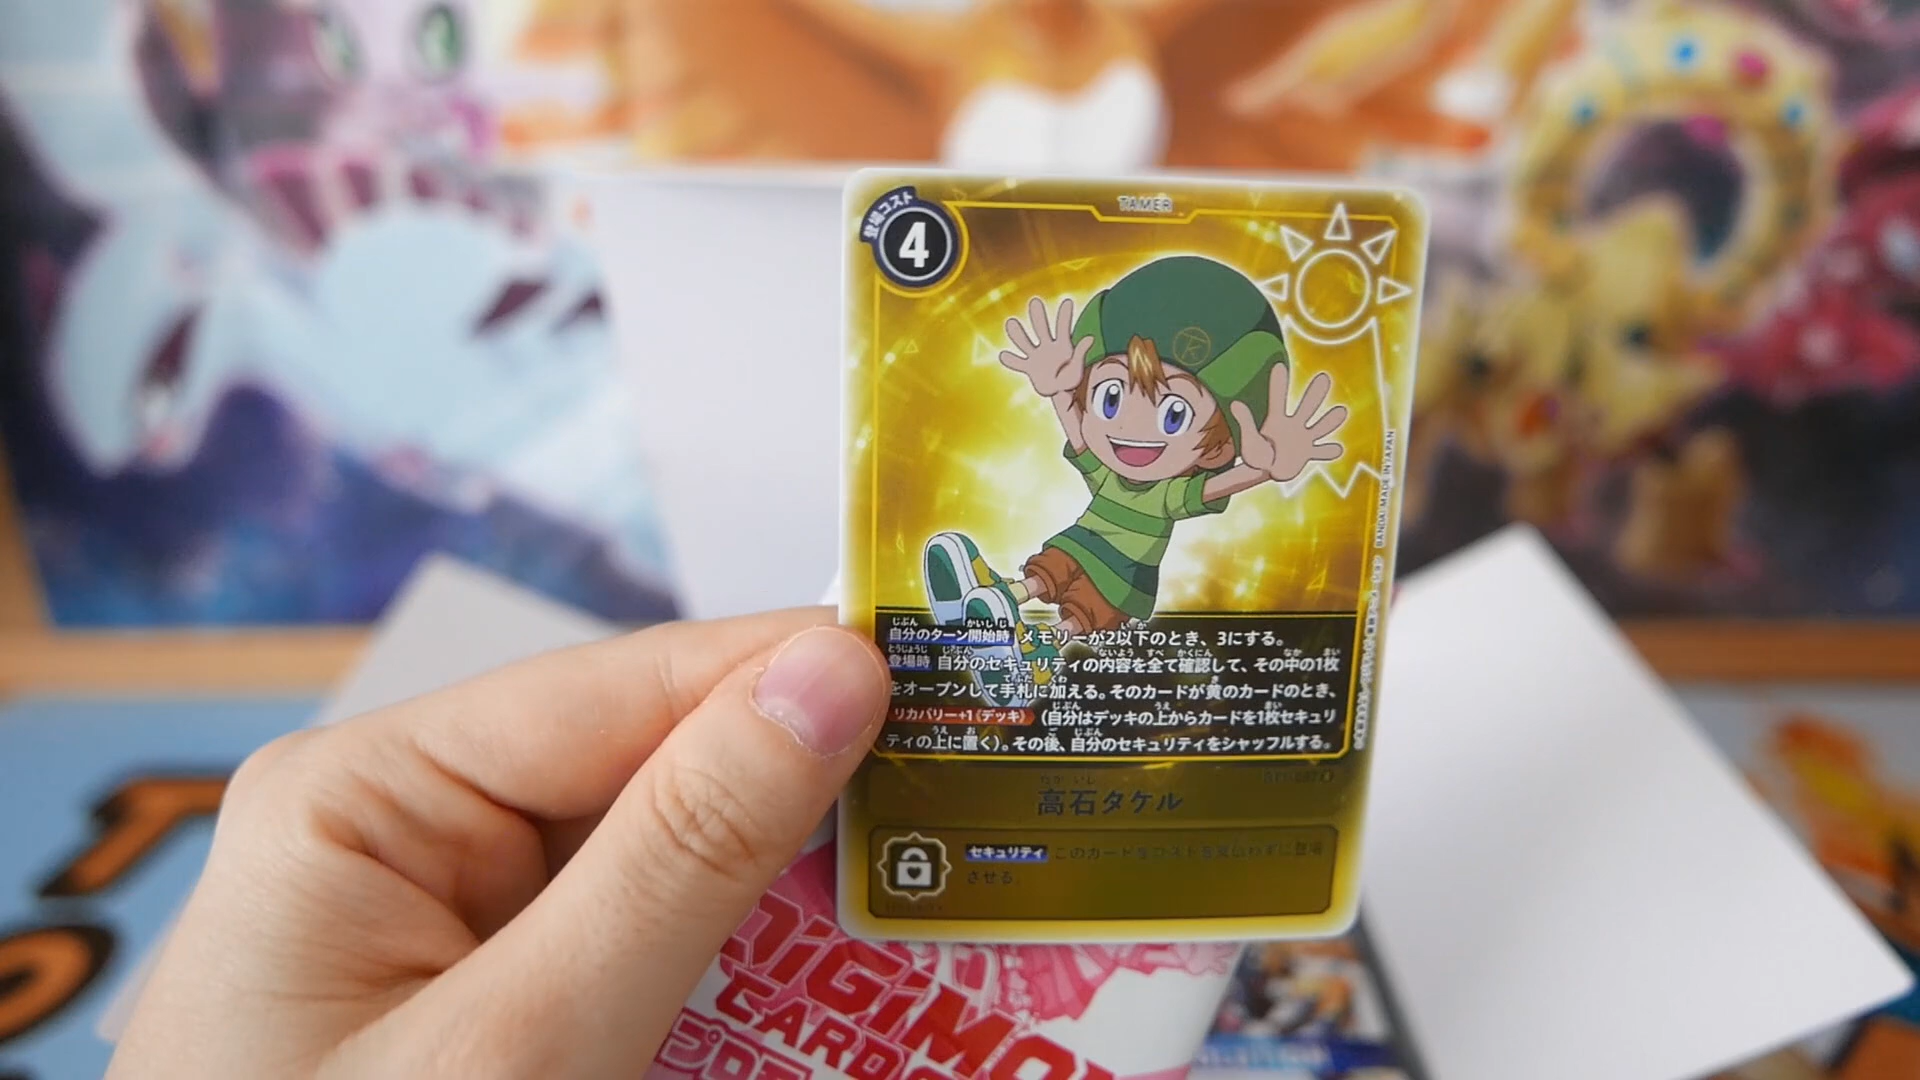 TAMER
登場コスト
4
自分のターン開始時 メモリーが2以下のとき、3にする。
登場時 自分のセキュリティの内容を全て確認して、その中の1枚
をオープンして手札に加える。そのカードが黄のカードのとき、
リカバリー+1《デッキ》 (自分はデッキの上からカードを1枚セキュリ
ティの上に置く)。その後、自分のセキュリティをシャッフルする。
高石タケル
セキュリティ このカードをコストを支払わずに登場
させる。
BANDAI MADE IN JAPAN
DIGIMON
CARD